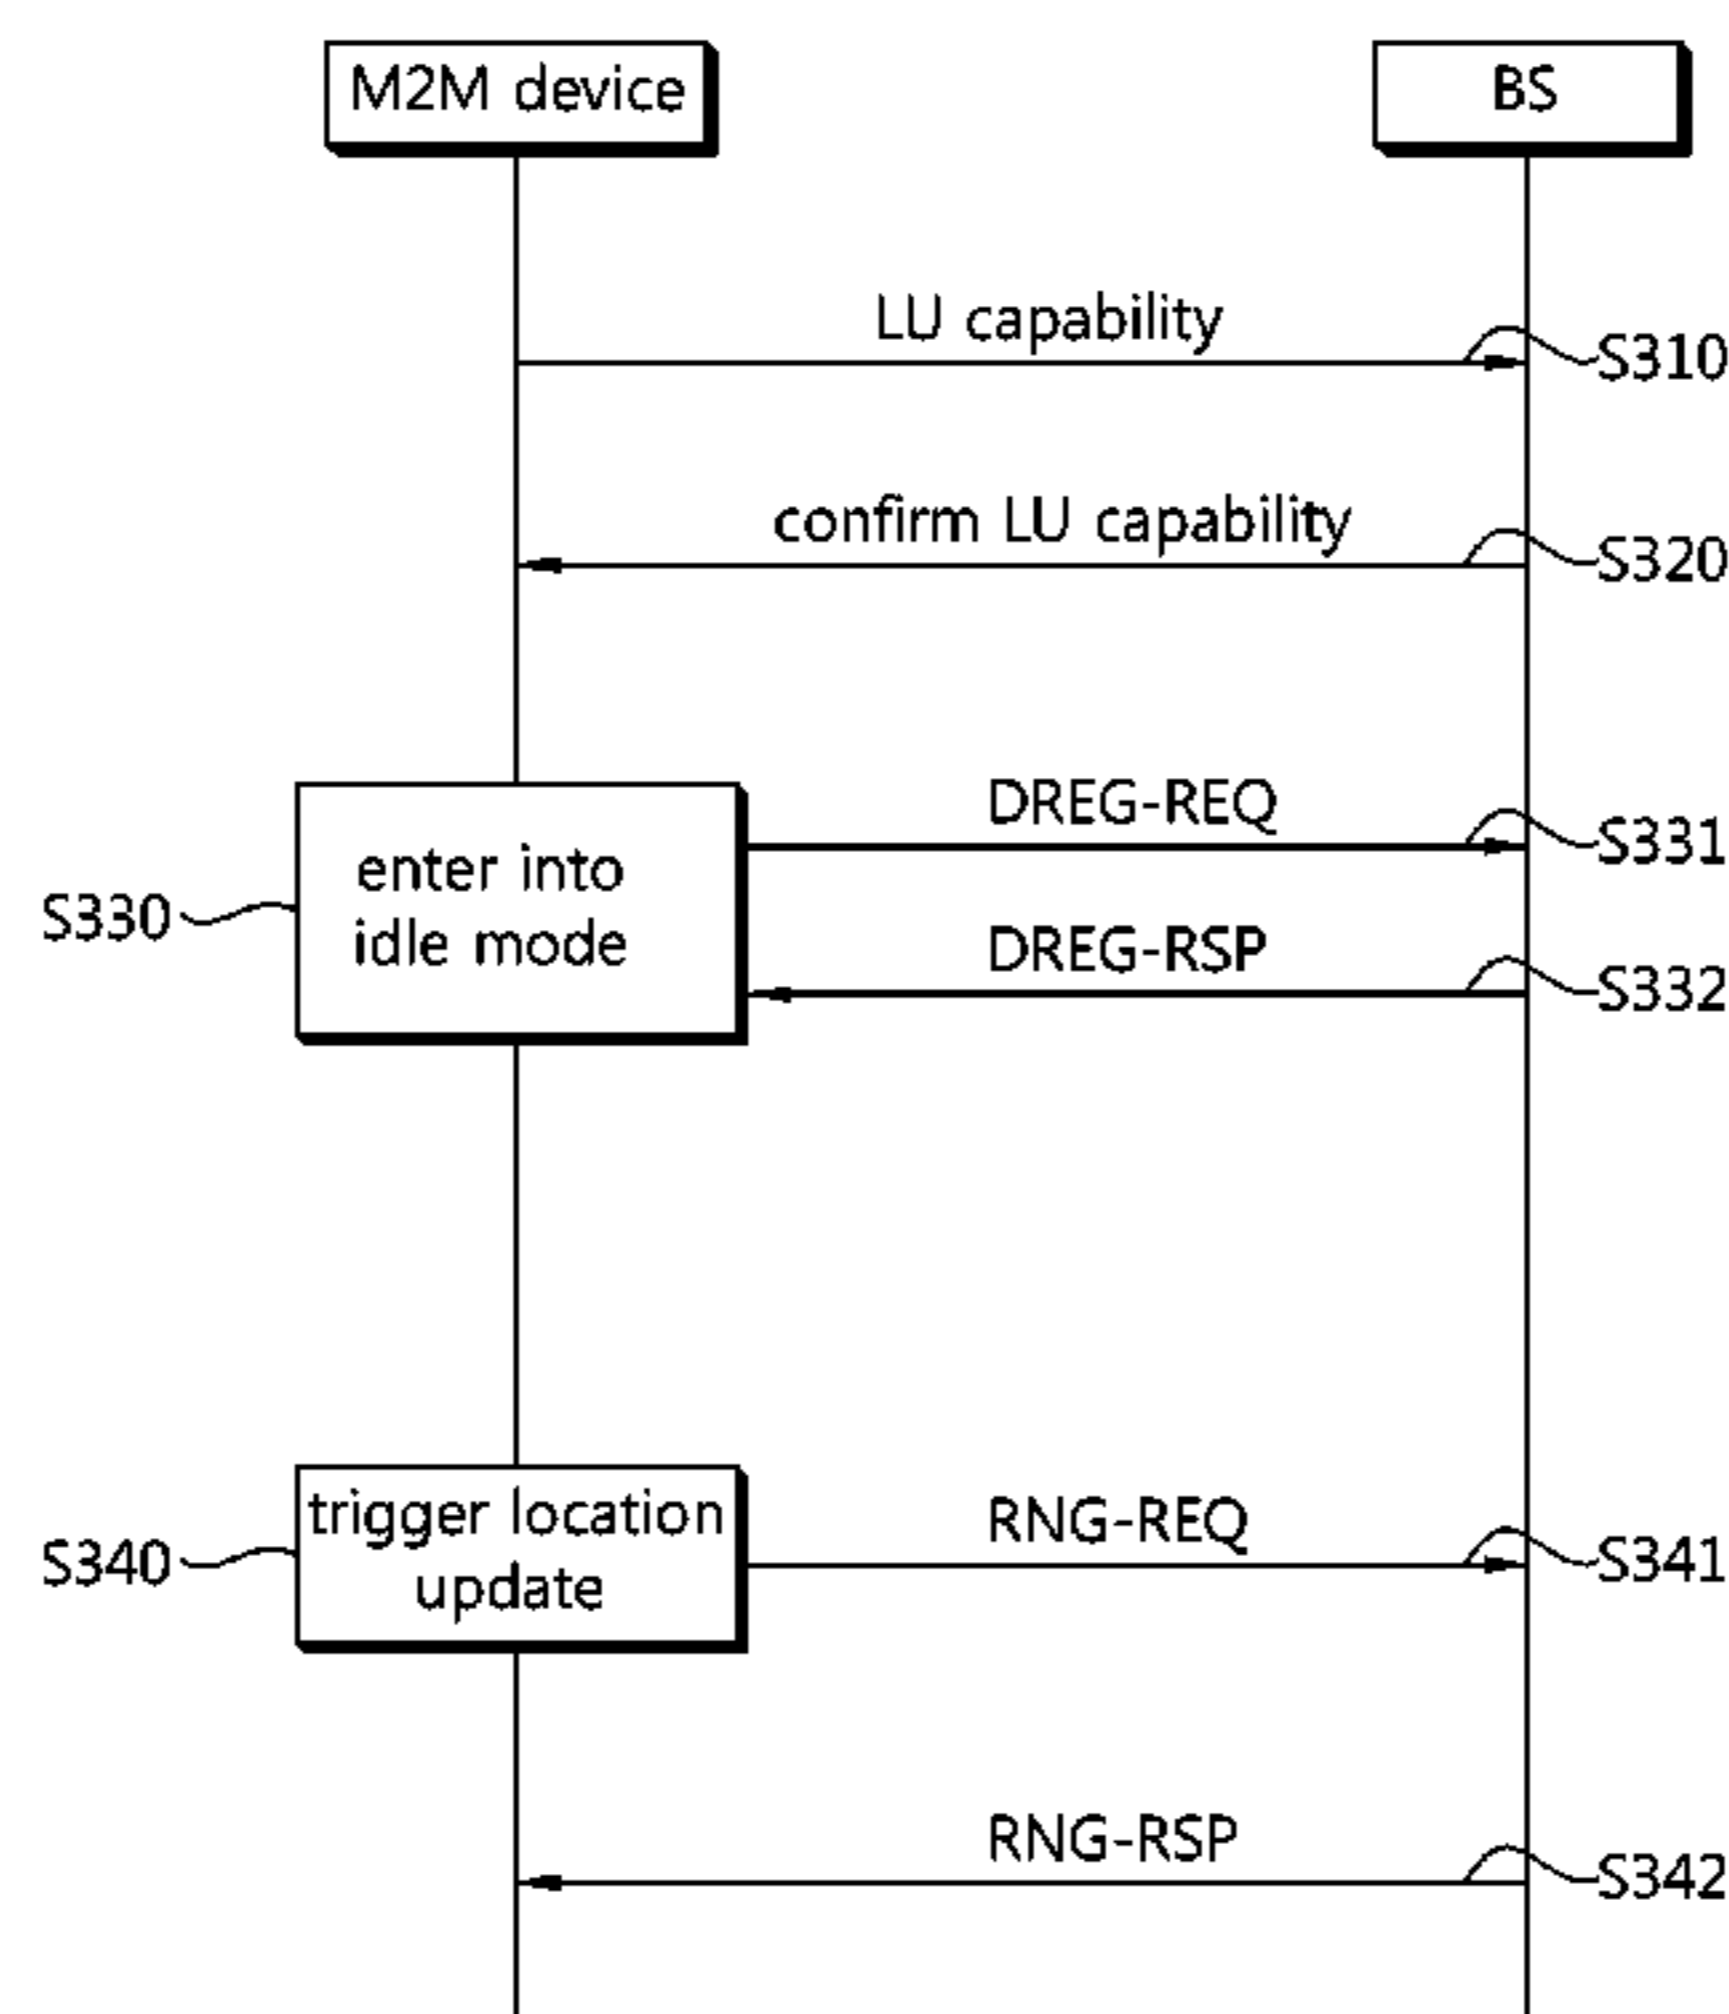 M2M device
BS
LU capability
S310
confirm LU capability
S320
DREG-REQ
S331
enter into
idle mode
S330
DREG-RSP
S332
trigger location
update
S340
RNG-REQ
S341
RNG-RSP
S342